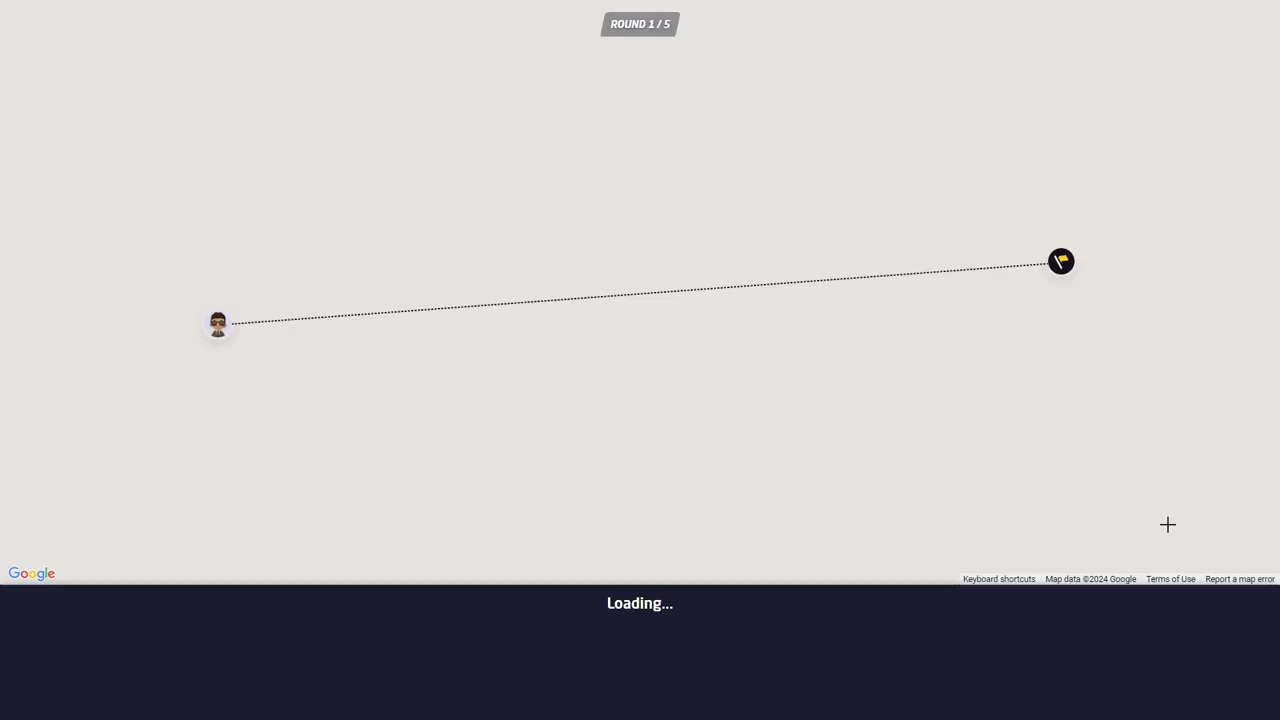 ROUND 1 / 5
Google
Keyboard shortcuts
Map data ©2024 Google
Terms of Use
Report a map error
Loading...